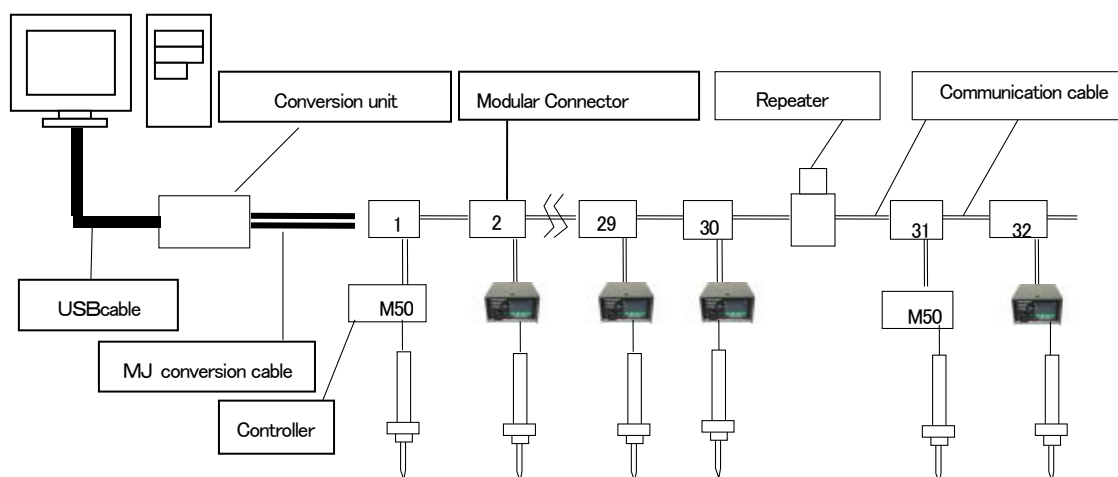 Conversion unit
Modular Connector
Repeater
Communication cable
1
2
29
30
31
32
USBcable
M50
M50
MJ conversion cable
Controller